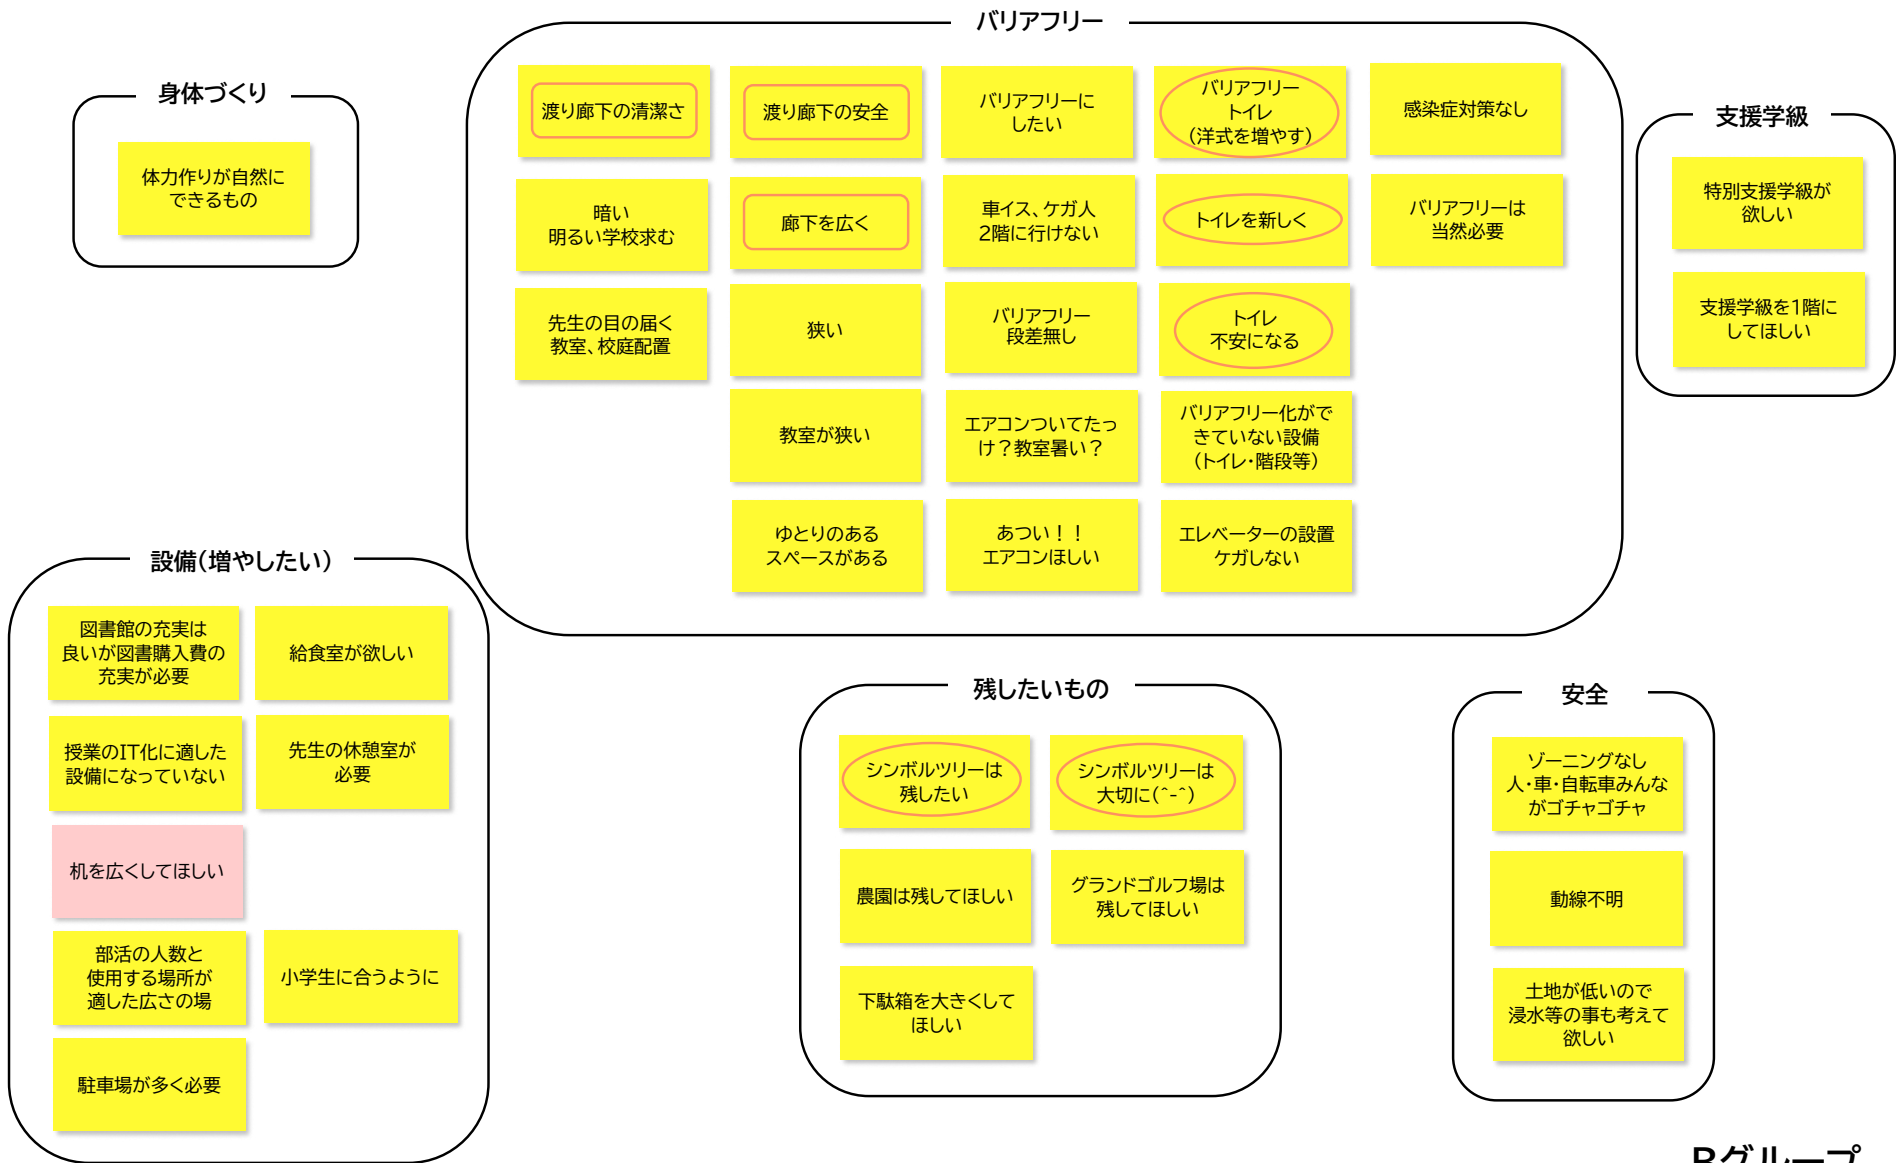 バリアフリー
身体づくり
体力作りが自然に
できるもの
渡り廊下の清潔さ
渡り廊下の安全
バリアフリーに
したい
バリアフリー
トイレ
（洋式を増やす）
感染症対策なし
暗い
明るい学校求む
廊下を広く
車イス、ケガ人
2階に行けない
トイレを新しく
バリアフリーは
当然必要
先生の目の届く
教室、校庭配置
狭い
バリアフリー
段差無し
トイレ
不安になる
教室が狭い
エアコンついてたっ
け？教室暑い？
バリアフリー化がで
きていない設備
（トイレ・階段等）
ゆとりのある
スペースがある
あつい！！
エアコンほしい
エレベーターの設置
ケガしない
支援学級
特別支援学級が
欲しい
支援学級を1階に
してほしい
設備（増やしたい）
図書館の充実は
良いが図書購入費の
充実が必要
給食室が欲しい
授業のIT化に適した
設備になっていない
先生の休憩室が
必要
机を広くしてほしい
部活の人数と
使用する場所が
適した広さの場
小学生に合うように
駐車場が多く必要
残したいもの
シンボルツリーは
残したい
シンボルツリーは
大切に(^-^)
農園は残してほしい
グランドゴルフ場は
残してほしい
下駄箱を大きくして
ほしい
安全
ゾーニングなし
人・車・自転車みんな
がゴチャゴチャ
動線不明
土地が低いので
浸水等の事も考えて
欲しい
Bグループ